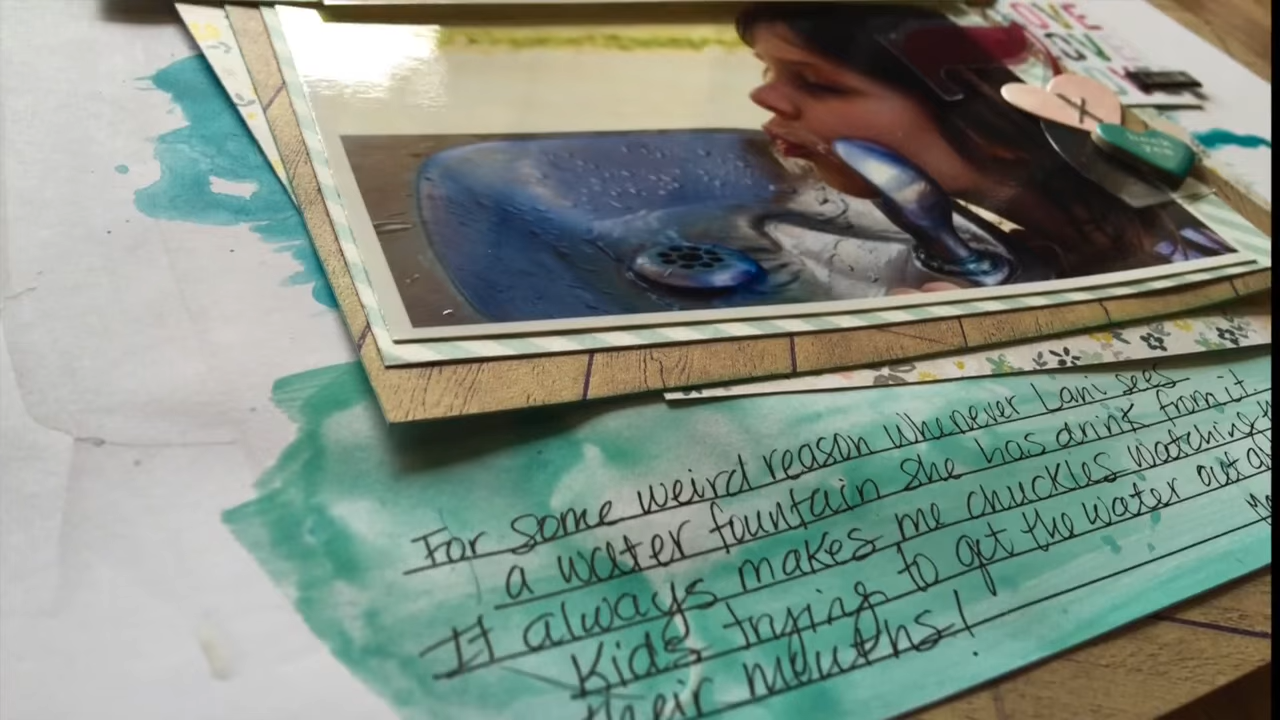 For some weird reason whenever Lani sees
a water fountain she has drink from it
It always makes me chuckles watching
Kids trying to get the water out
their mouths!